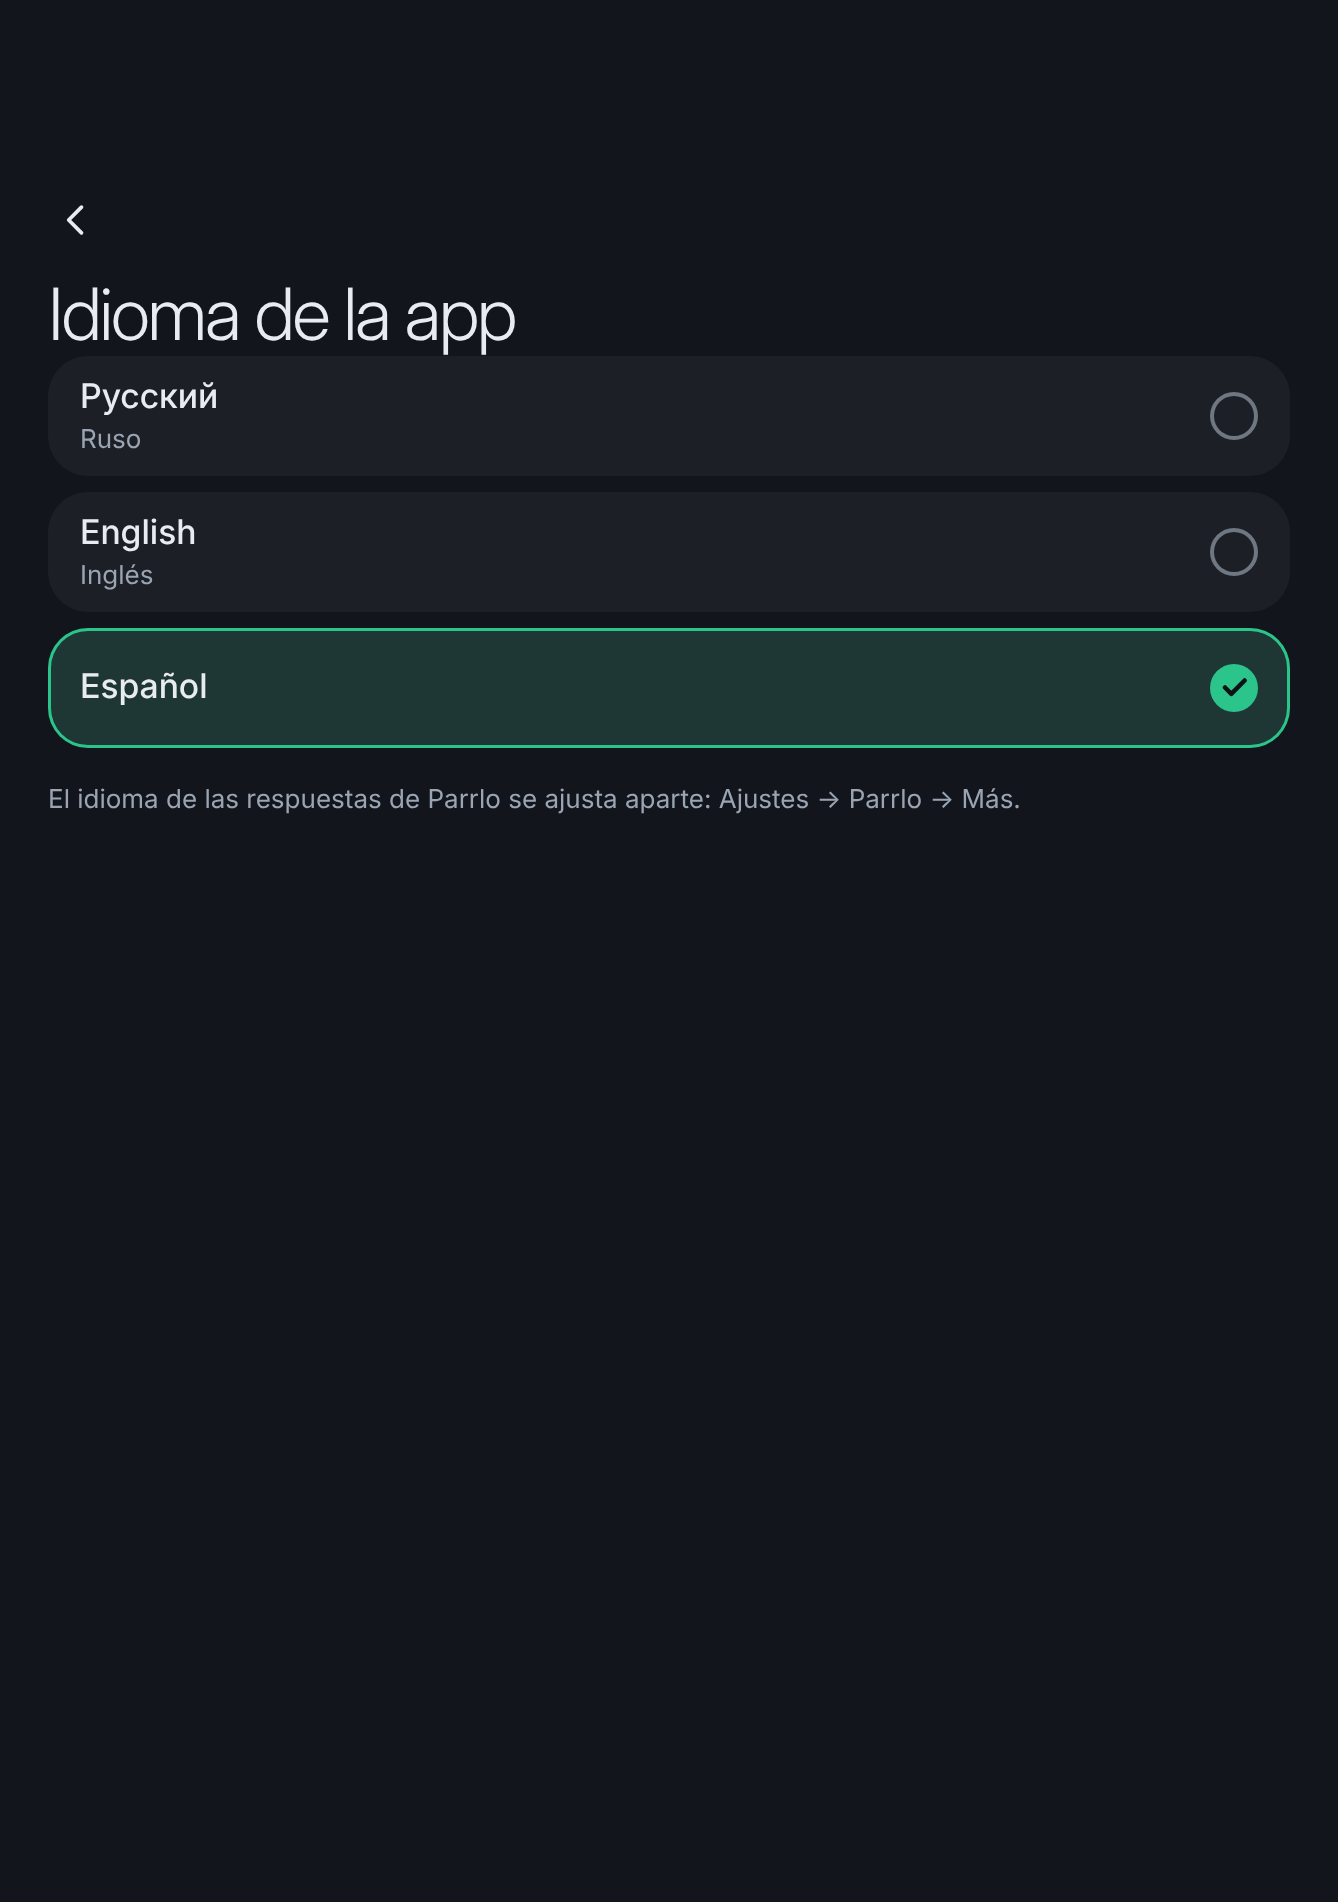 Idioma de la app
Русский
Ruso
English
Inglés
Español
El idioma de las respuestas de Parrlo se ajusta aparte: Ajustes → Parrlo → Más.